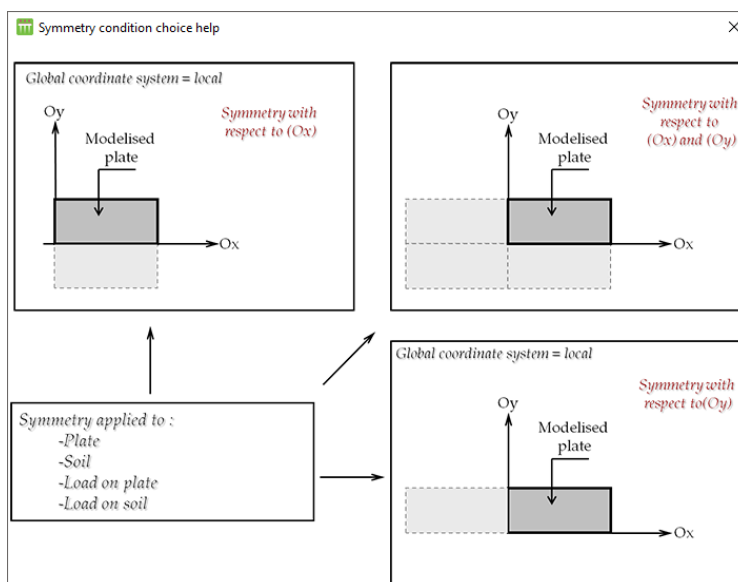 Symmetry condition choice help
Global coordinate system = local
Symmetry with
respect to (Ox)
Oy
Modelised
plate
Ox
Symmetry with
respect to
(Ox) and (Oy)
Oy
Modelised
plate
Ox
Symmetry applied to :
-Plate
-Soil
-Load on plate
-Load on soil
Global coordinate system = local
Symmetry with
respect to(Oy)
Oy
Modelised
plate
Ox